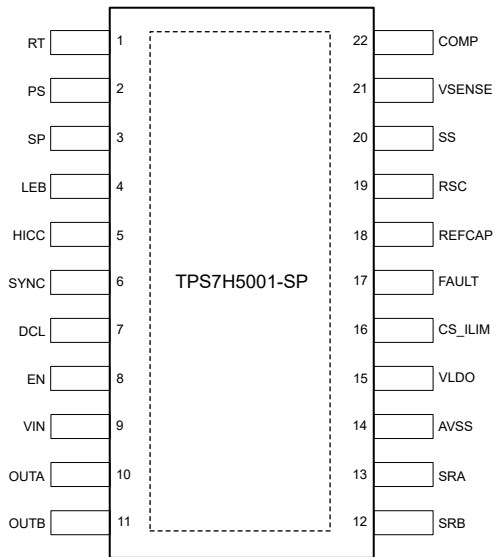 RT 1 22 COMP
PS 2 21 VSENSE
SP 3 20 SS
LEB 4 19 RSC
HICC 5 18 REFCAP
SYNC 6 TPS7H5001-SP 17 FAULT
DCL 7 16 CS_ILIM
EN 8 15 VLDO
VIN 9 14 AVSS
OUTA 10 13 SRA
OUTB 11 12 SRB